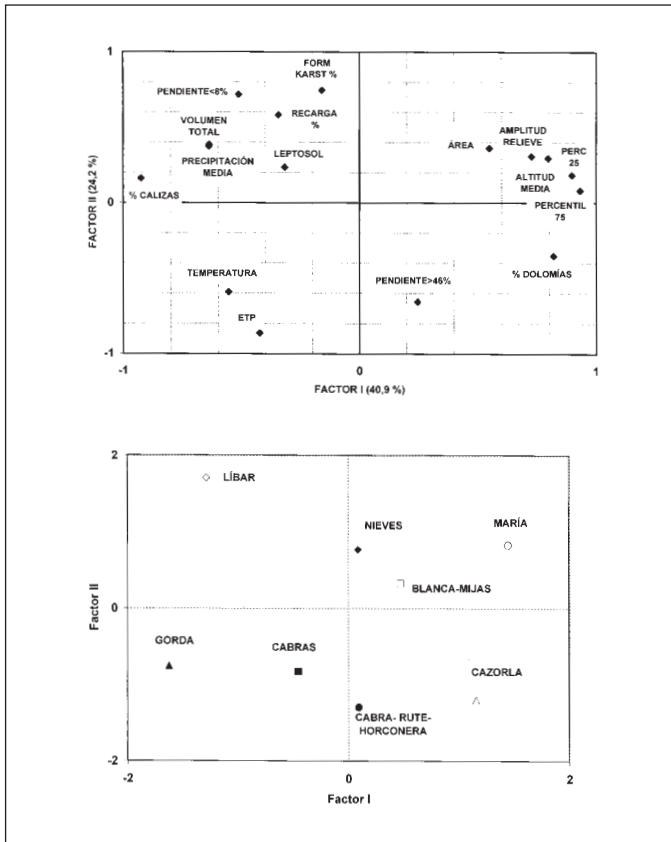 1
FORM
KARST %
PENDIENTE<8%
RECARGA
%
VOLUMEN
TOTAL
PRECIPITACIÓN
MEDIA
LEPTOSOL
% CALIZAS
ÁREA
AMPLITUD
RELIEVE
PERC
25
ALTITUD
MEDIA
PERCENTIL
75
% DOLOMÍAS
FACTOR II (24,2 %)
0
TEMPERATURA
PENDIENTE>46%
ETP
-1
-1
0
1
FACTOR I (40,9 %)
2
LÍBAR
NIEVES
MARÍA
BLANCA-MIJAS
Factor II
0
GORDA
CABRAS
CAZORLA
CABRA- RUTE-
HORCONERA
-2
-2
0
2
Factor I